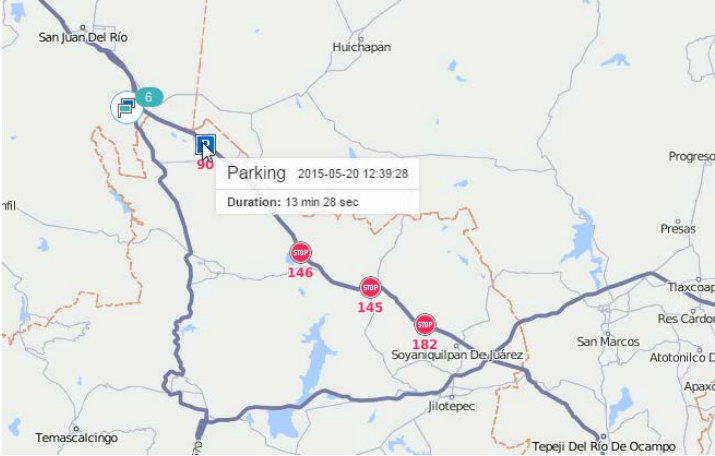 San Juan Del Río
Huichapan
6
90
Parking 2015-05-20 12:39:28
Duration: 13 min 28 sec
Progreso
nfil
Presas
STOP
146
STOP
145
Tlaxcoap
STOP
182
Res Cardon
San Marcos
Soyaniquilpan De Juárez
Atotonilco D
Apaxc
Jilotepec
Temascalcingo
Tepeji Del Río De Ocampo